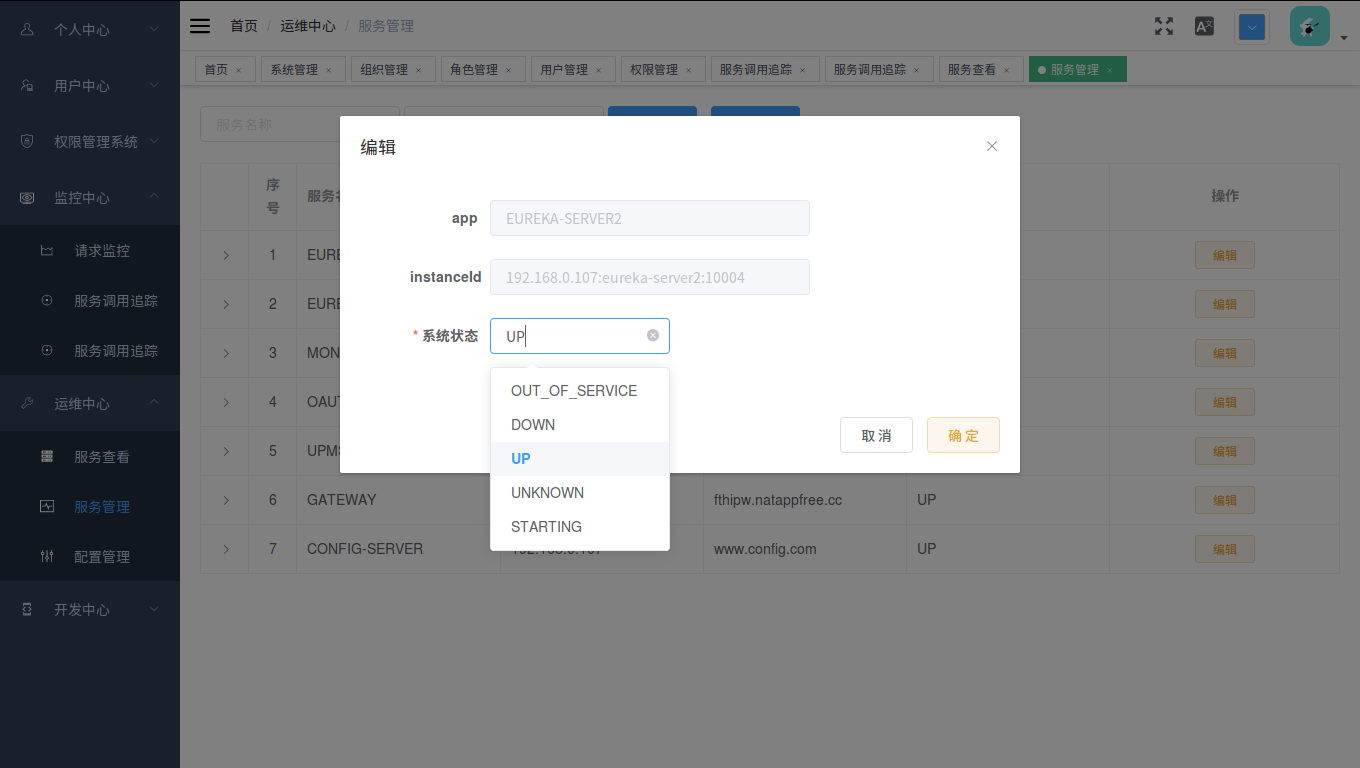 个人中心
用户中心
权限管理系统
监控中心
请求监控
服务调用追踪
服务调用追踪
运维中心
服务查看
服务管理
配置管理
开发中心
首页 / 运维中心 / 服务管理
首页 × 系统管理 × 组织管理 × 角色管理 × 用户管理 × 权限管理 × 服务调用追踪 × 服务调用追踪 × 服务查看 × 服务管理 ×
服务名称
编辑
app EUREKA-SERVER2
instanceId 192.168.0.107:eureka-server2:10004
* 系统状态 UP
OUT_OF_SERVICE
DOWN
UP
UNKNOWN
STARTING
取消 确定
序号 服务 操作
1 EURE 编辑
2 EURE 编辑
3 MON 编辑
4 OAUT 编辑
5 UPMS 编辑
6 GATEWAY fthipw.natappfree.cc UP 编辑
7 CONFIG-SERVER 192.168.0.107 www.config.com UP 编辑